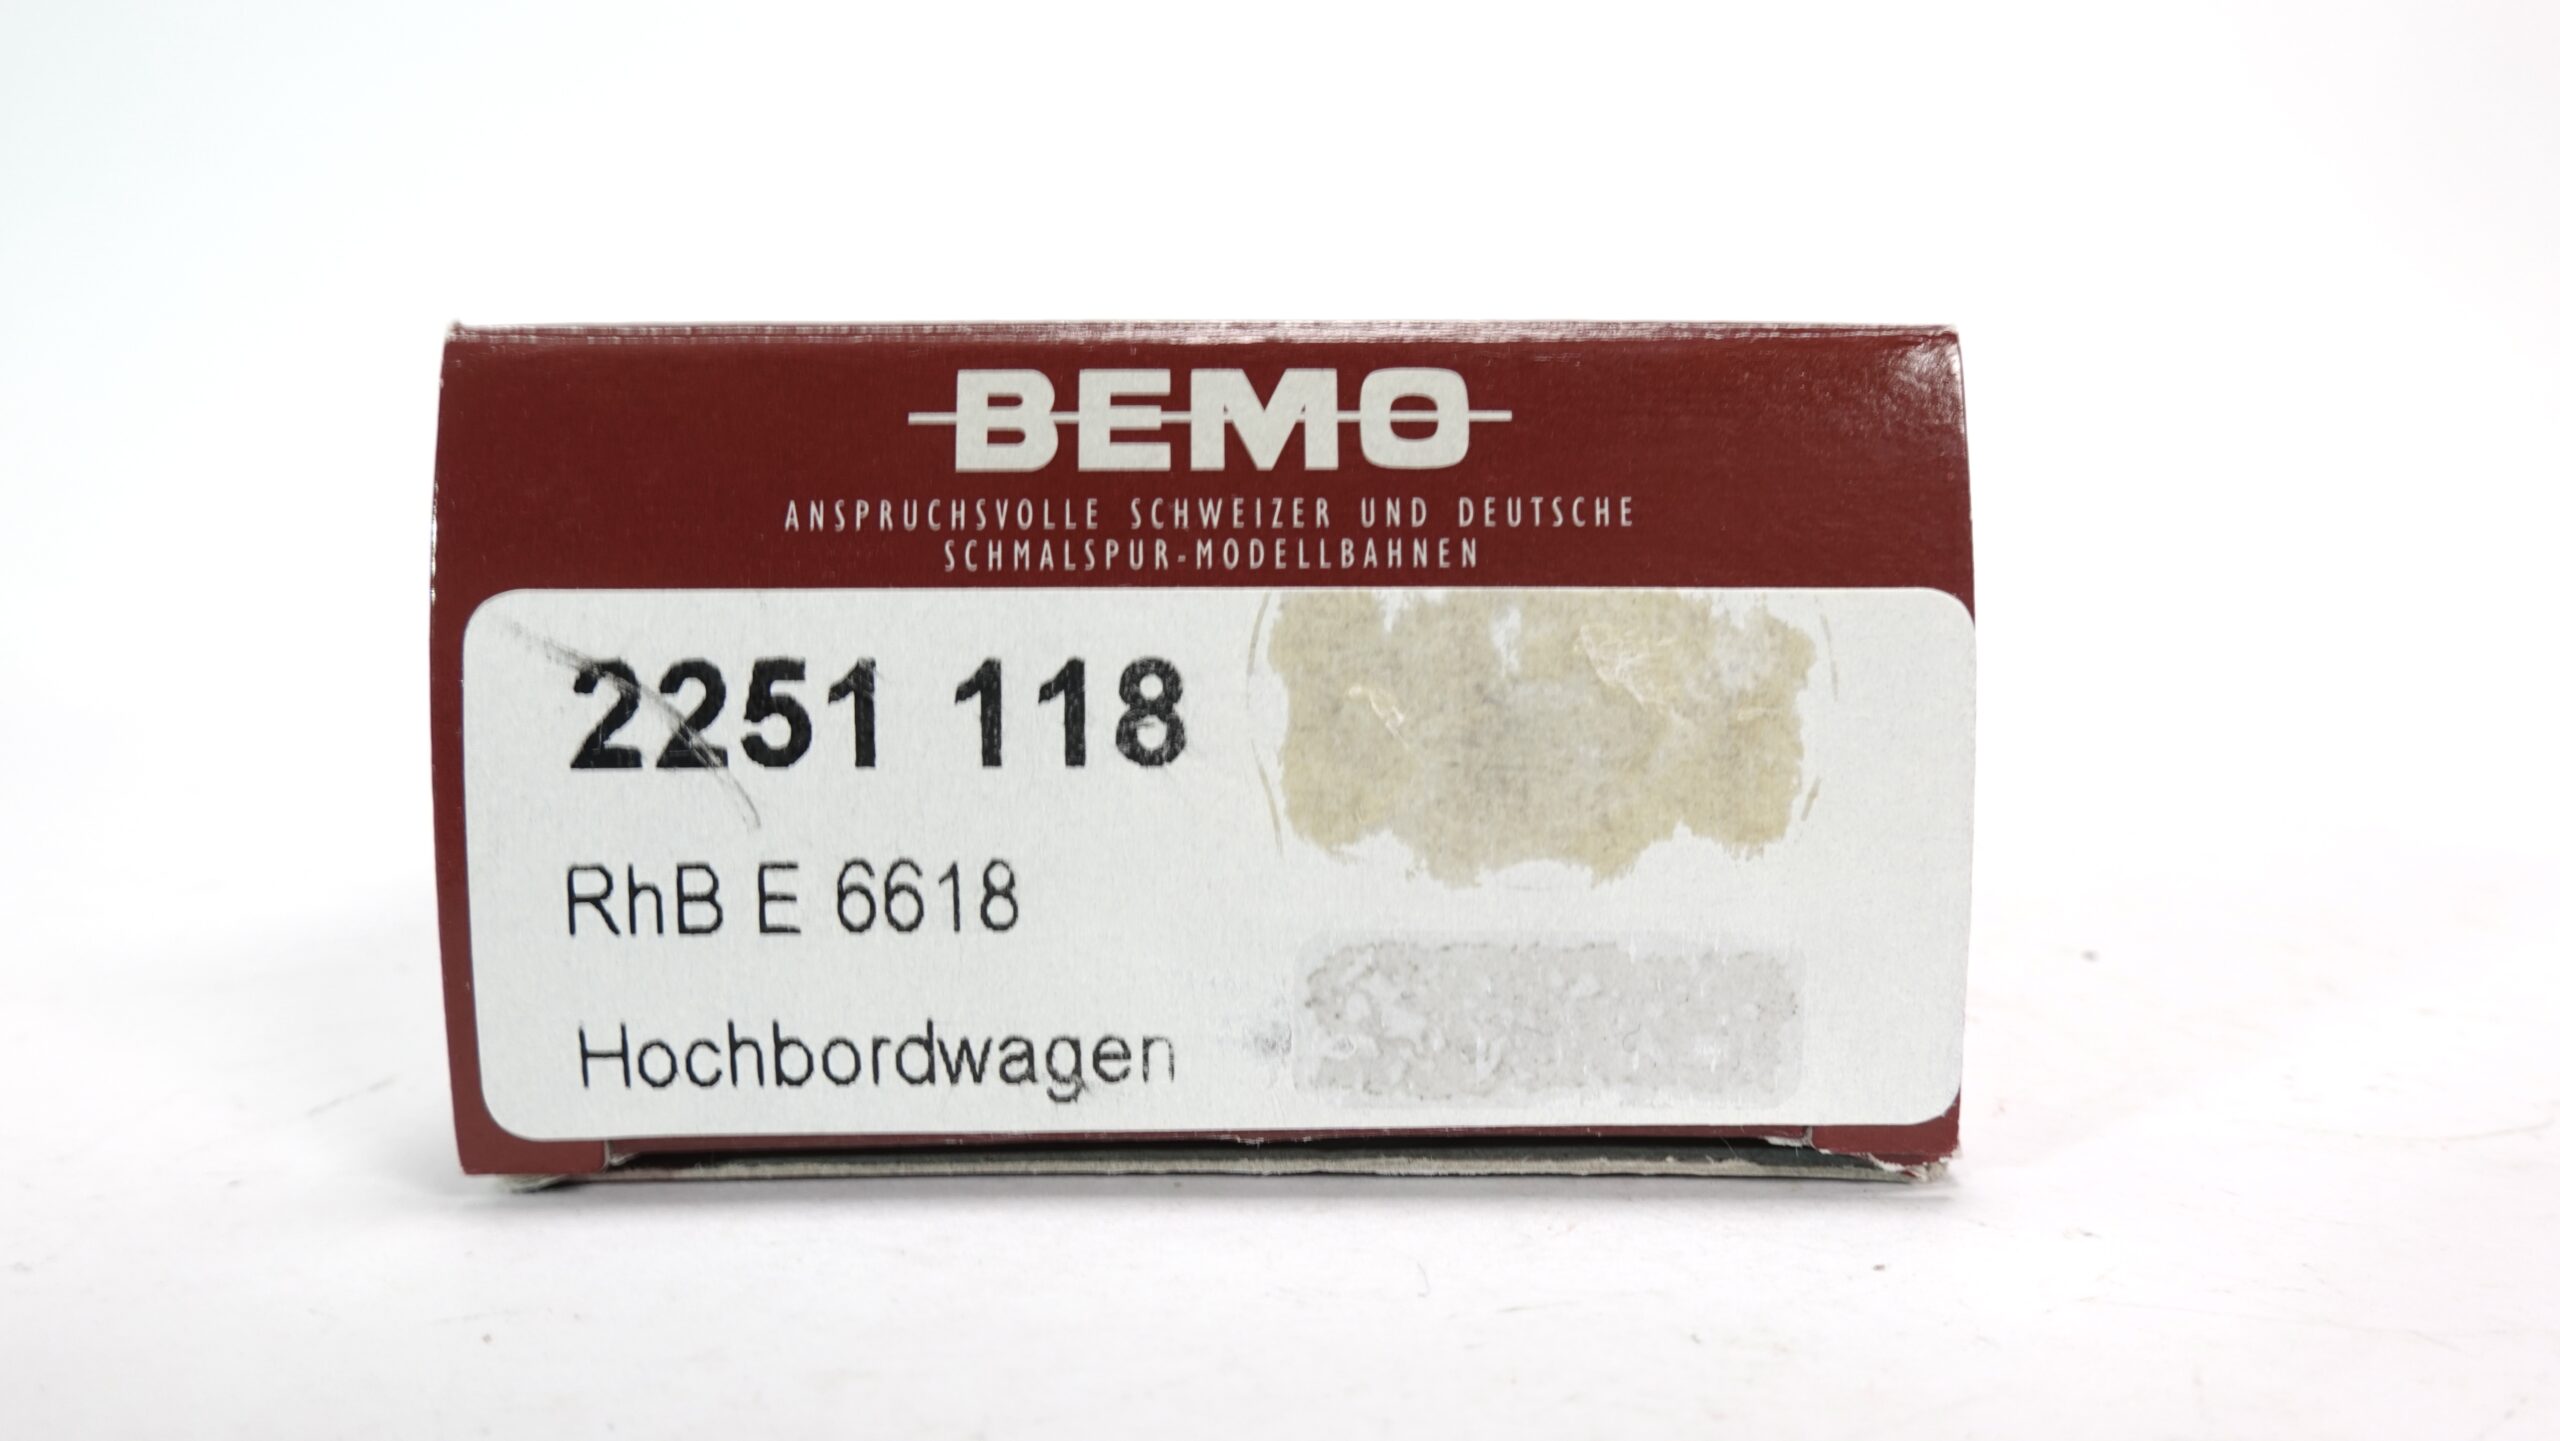 BEMO
ANSPRUCHSVOLLE SCHWEIZER UND DEUTSCHE
SCHMALSPUR-MODELLBAHNEN
2251 118
RhB E 6618
Hochbordwagen